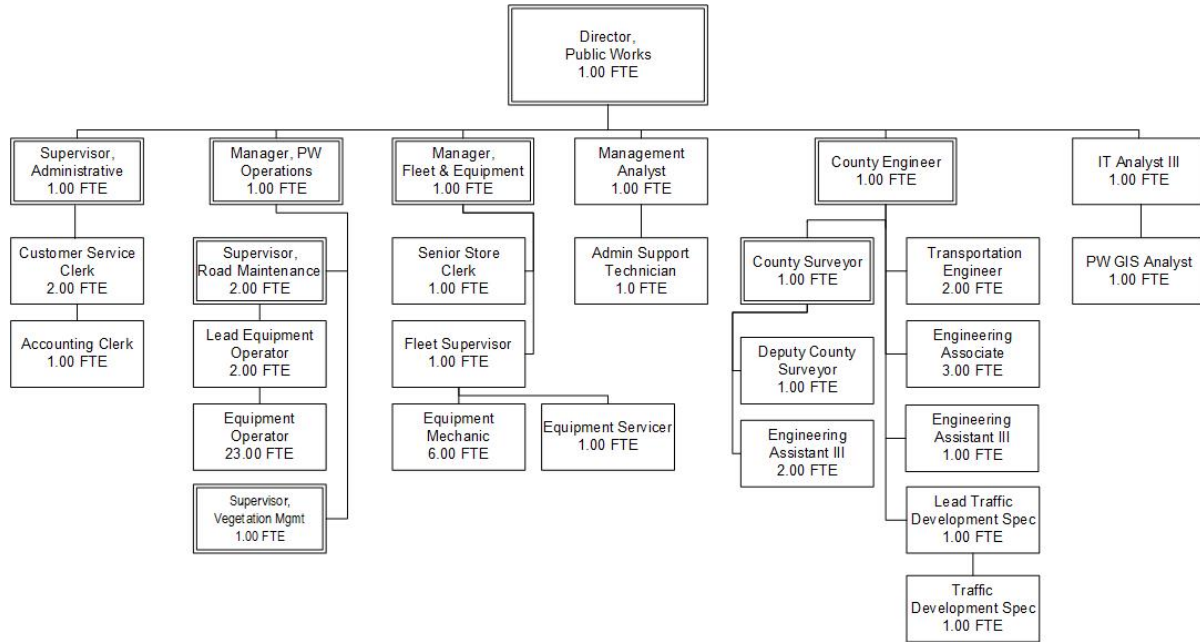 Director,
Public Works
1.00 FTE
Supervisor,
Administrative
1.00 FTE
Manager, PW
Operations
1.00 FTE
Manager,
Fleet & Equipment
1.00 FTE
Management
Analyst
1.00 FTE
County Engineer
1.00 FTE
IT Analyst III
1.00 FTE
Customer Service
Clerk
2.00 FTE
Supervisor,
Road Maintenance
2.00 FTE
Senior Store
Clerk
1.00 FTE
Admin Support
Technician
1.0 FTE
County Surveyor
1.00 FTE
Transportation
Engineer
2.00 FTE
PW GIS Analyst
1.00 FTE
Accounting Clerk
1.00 FTE
Lead Equipment
Operator
2.00 FTE
Fleet Supervisor
1.00 FTE
Deputy County
Surveyor
1.00 FTE
Engineering
Associate
3.00 FTE
Equipment
Operator
23.00 FTE
Equipment
Mechanic
6.00 FTE
Equipment Servicer
1.00 FTE
Engineering
Assistant III
2.00 FTE
Engineering
Assistant III
1.00 FTE
Supervisor,
Vegetation Mgmt
1.00 FTE
Lead Traffic
Development Spec
1.00 FTE
Traffic
Development Spec
1.00 FTE